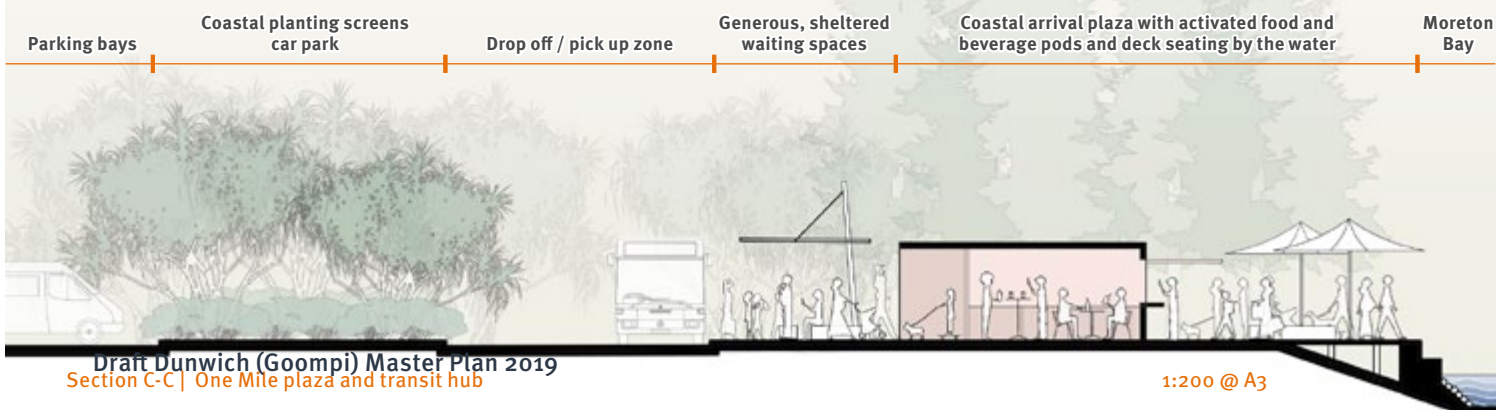 Parking bays
Coastal planting screens
car park
Drop off / pick up zone
Generous, sheltered
waiting spaces
Coastal arrival plaza with activated food and
beverage pods and deck seating by the water
Moreton
Bay
Draft Dunwich (Goompi) Master Plan 2019
Section C-C | One Mile plaza and transit hub
1:200 @ A3